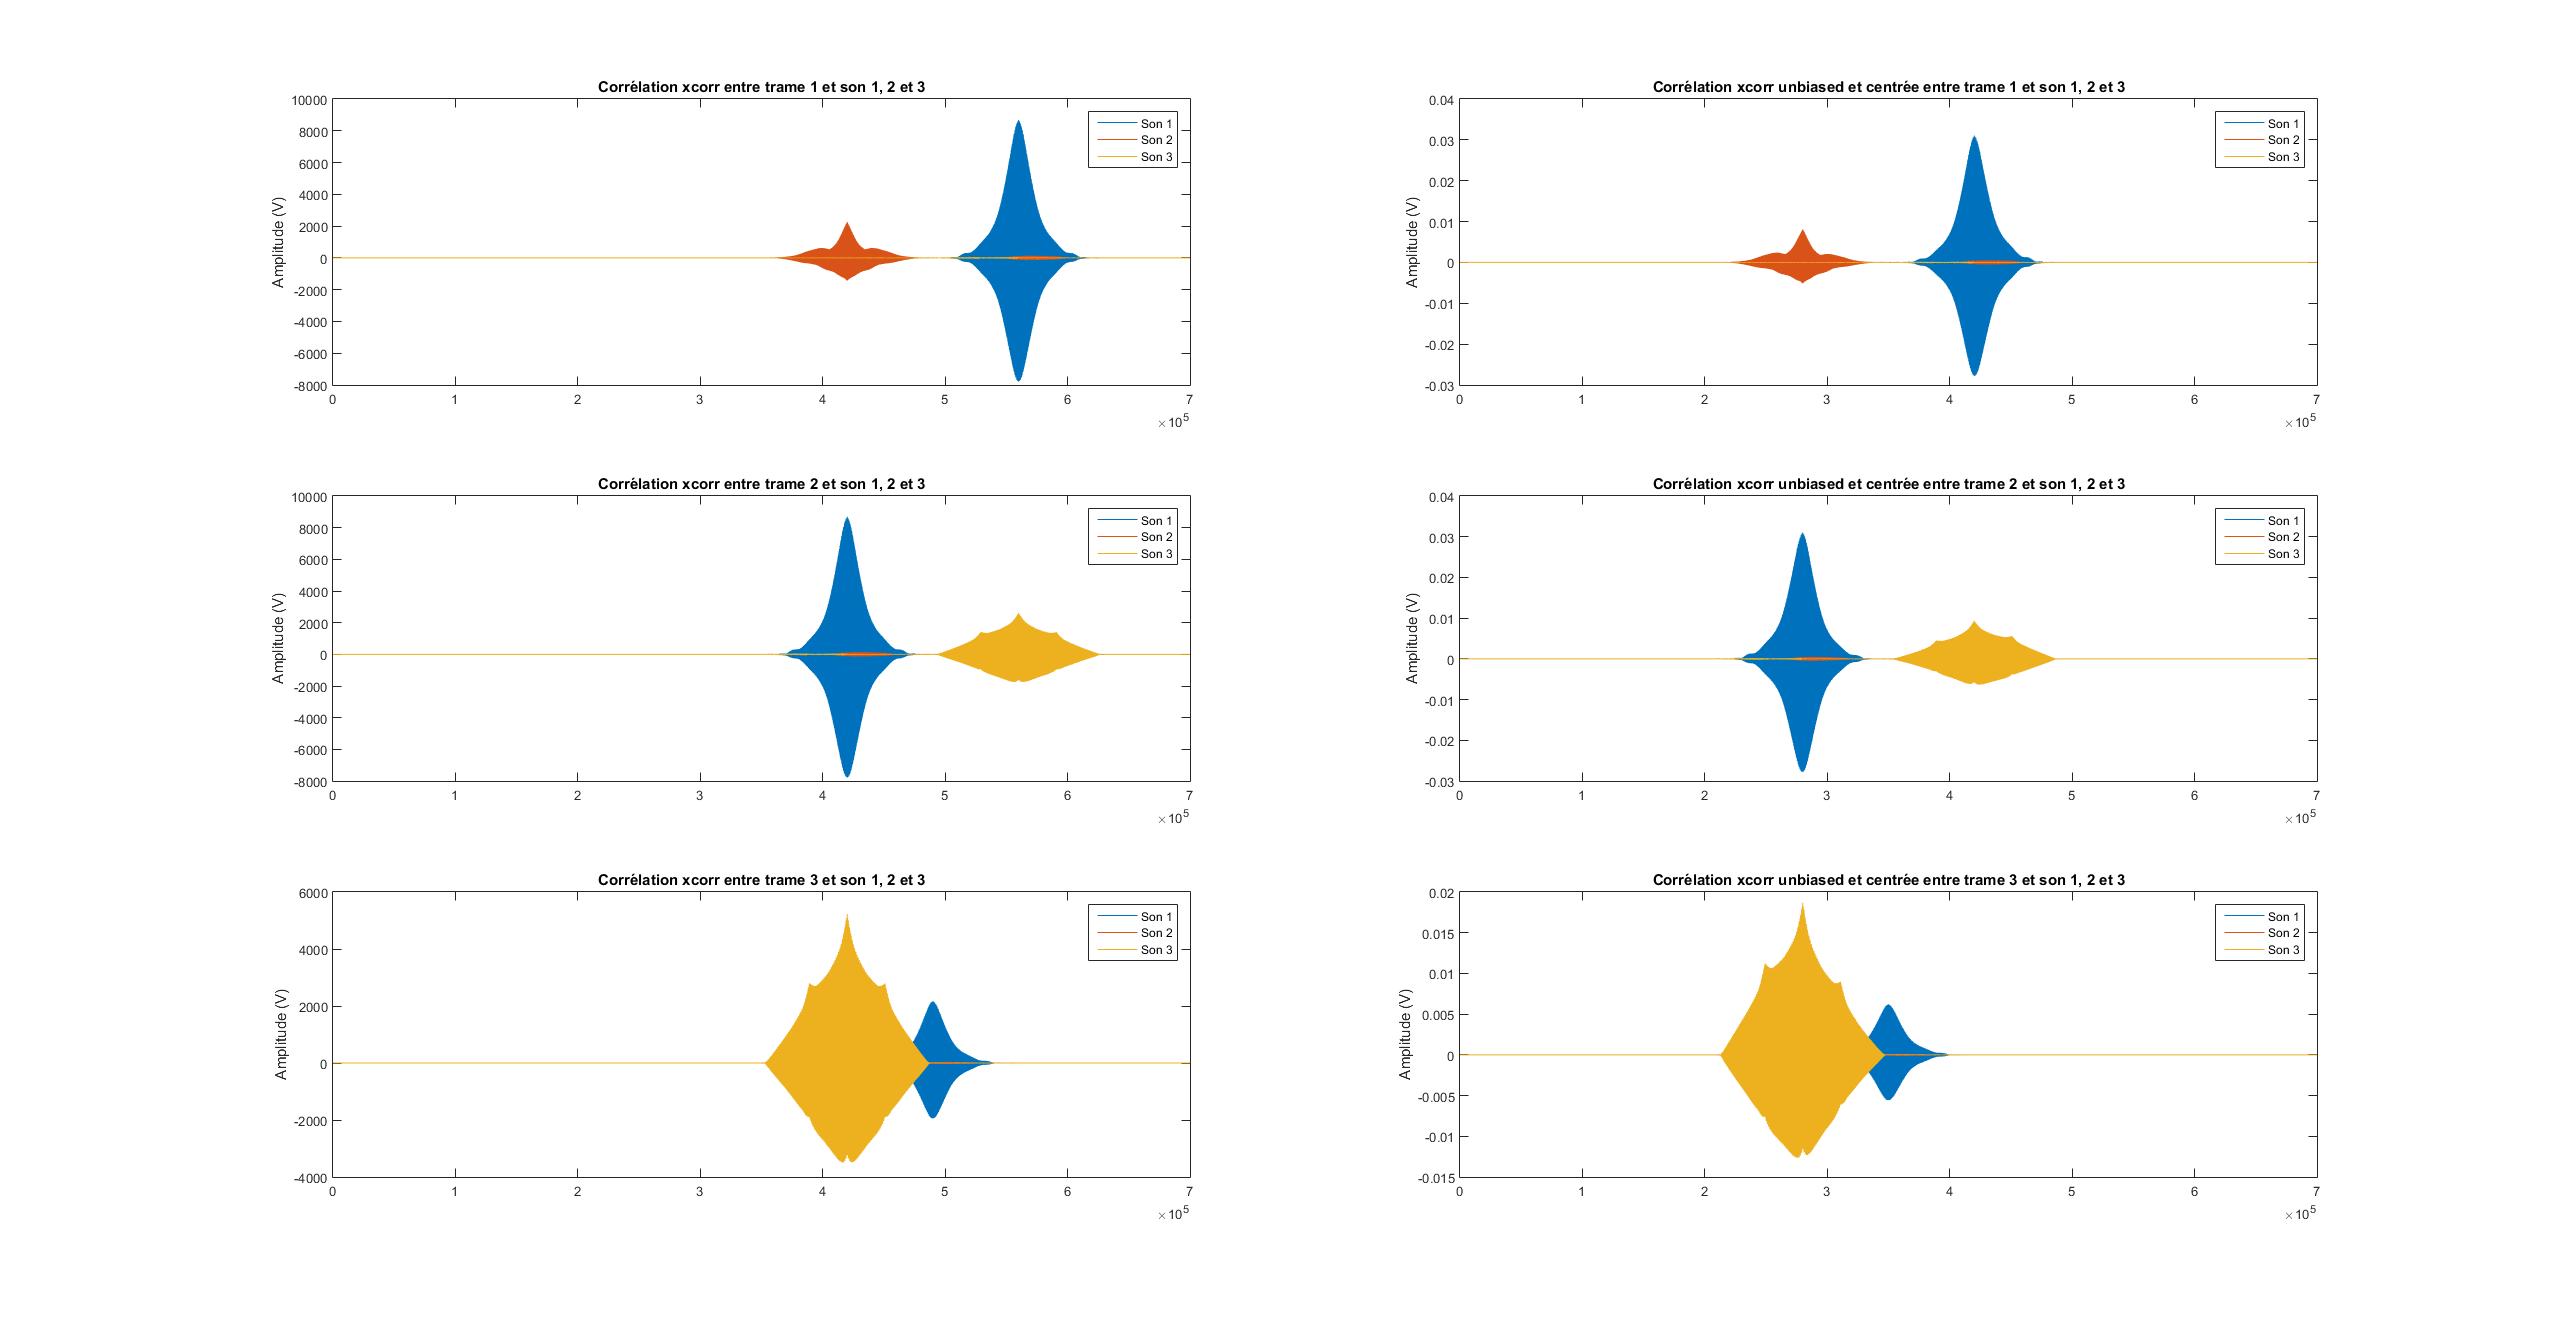 Corrélation xcorr entre trame 1 et son 1, 2 et 3
Amplitude (V)
10000
8000
6000
4000
2000
0
-2000
-4000
-6000
-8000
0 1 2 3 4 5 6 7
×10^5
Son 1
Son 2
Son 3
Corrélation xcorr unbiased et centrée entre trame 1 et son 1, 2 et 3
Amplitude (V)
0.04
0.03
0.02
0.01
0
-0.01
-0.02
-0.03
0 1 2 3 4 5 6 7
×10^5
Son 1
Son 2
Son 3
Corrélation xcorr entre trame 2 et son 1, 2 et 3
Amplitude (V)
10000
8000
6000
4000
2000
0
-2000
-4000
-6000
-8000
0 1 2 3 4 5 6 7
×10^5
Son 1
Son 2
Son 3
Corrélation xcorr unbiased et centrée entre trame 2 et son 1, 2 et 3
Amplitude (V)
0.04
0.03
0.02
0.01
0
-0.01
-0.02
-0.03
0 1 2 3 4 5 6 7
×10^5
Son 1
Son 2
Son 3
Corrélation xcorr entre trame 3 et son 1, 2 et 3
Amplitude (V)
6000
4000
2000
0
-2000
-4000
0 1 2 3 4 5 6 7
×10^5
Son 1
Son 2
Son 3
Corrélation xcorr unbiased et centrée entre trame 3 et son 1, 2 et 3
Amplitude (V)
0.02
0.015
0.01
0.005
0
-0.005
-0.01
-0.015
0 1 2 3 4 5 6 7
×10^5
Son 1
Son 2
Son 3